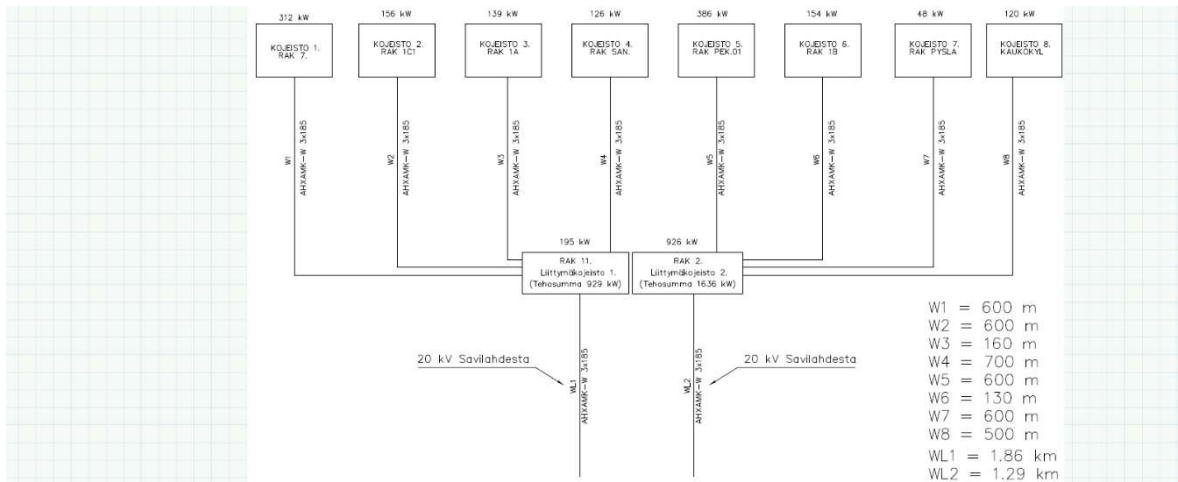 312 kW
156 kW
139 kW
126 kW
386 kW
154 kW
48 kW
120 kW
KOJEISTO 1.
RAK 7.
KOJEISTO 2.
RAK 1C1
KOJEISTO 3.
RAK 1A
KOJEISTO 4.
RAK SAN.
KOJEISTO 5.
RAK PEK.01
KOJEISTO 6.
RAK 1B
KOJEISTO 7.
RAK PYSLA
KOJEISTO 8.
KAUKOKYL
W1
AHXAMK-W 3x185
W2
AHXAMK-W 3x185
W3
AHXAMK-W 3x185
W4
AHXAMK-W 3x185
W5
AHXAMK-W 3x185
W6
AHXAMK-W 3x185
W7
AHXAMK-W 3x185
W8
AHXAMK-W 3x185
195 kW
RAK 11.
Liittymäkojeisto 1.
(Tehosumma 929 kW)
926 kW
RAK 2.
Liittymäkojeisto 2.
(Tehosumma 1636 kW)
20 kV Savilahdesta
WL1
AHXAMK-W 3x185
WL2
AHXAMK-W 3x185
20 kV Savilahdesta
W1 = 600 m
W2 = 600 m
W3 = 160 m
W4 = 700 m
W5 = 600 m
W6 = 130 m
W7 = 600 m
W8 = 500 m
WL1 = 1.86 km
WL2 = 1.29 km